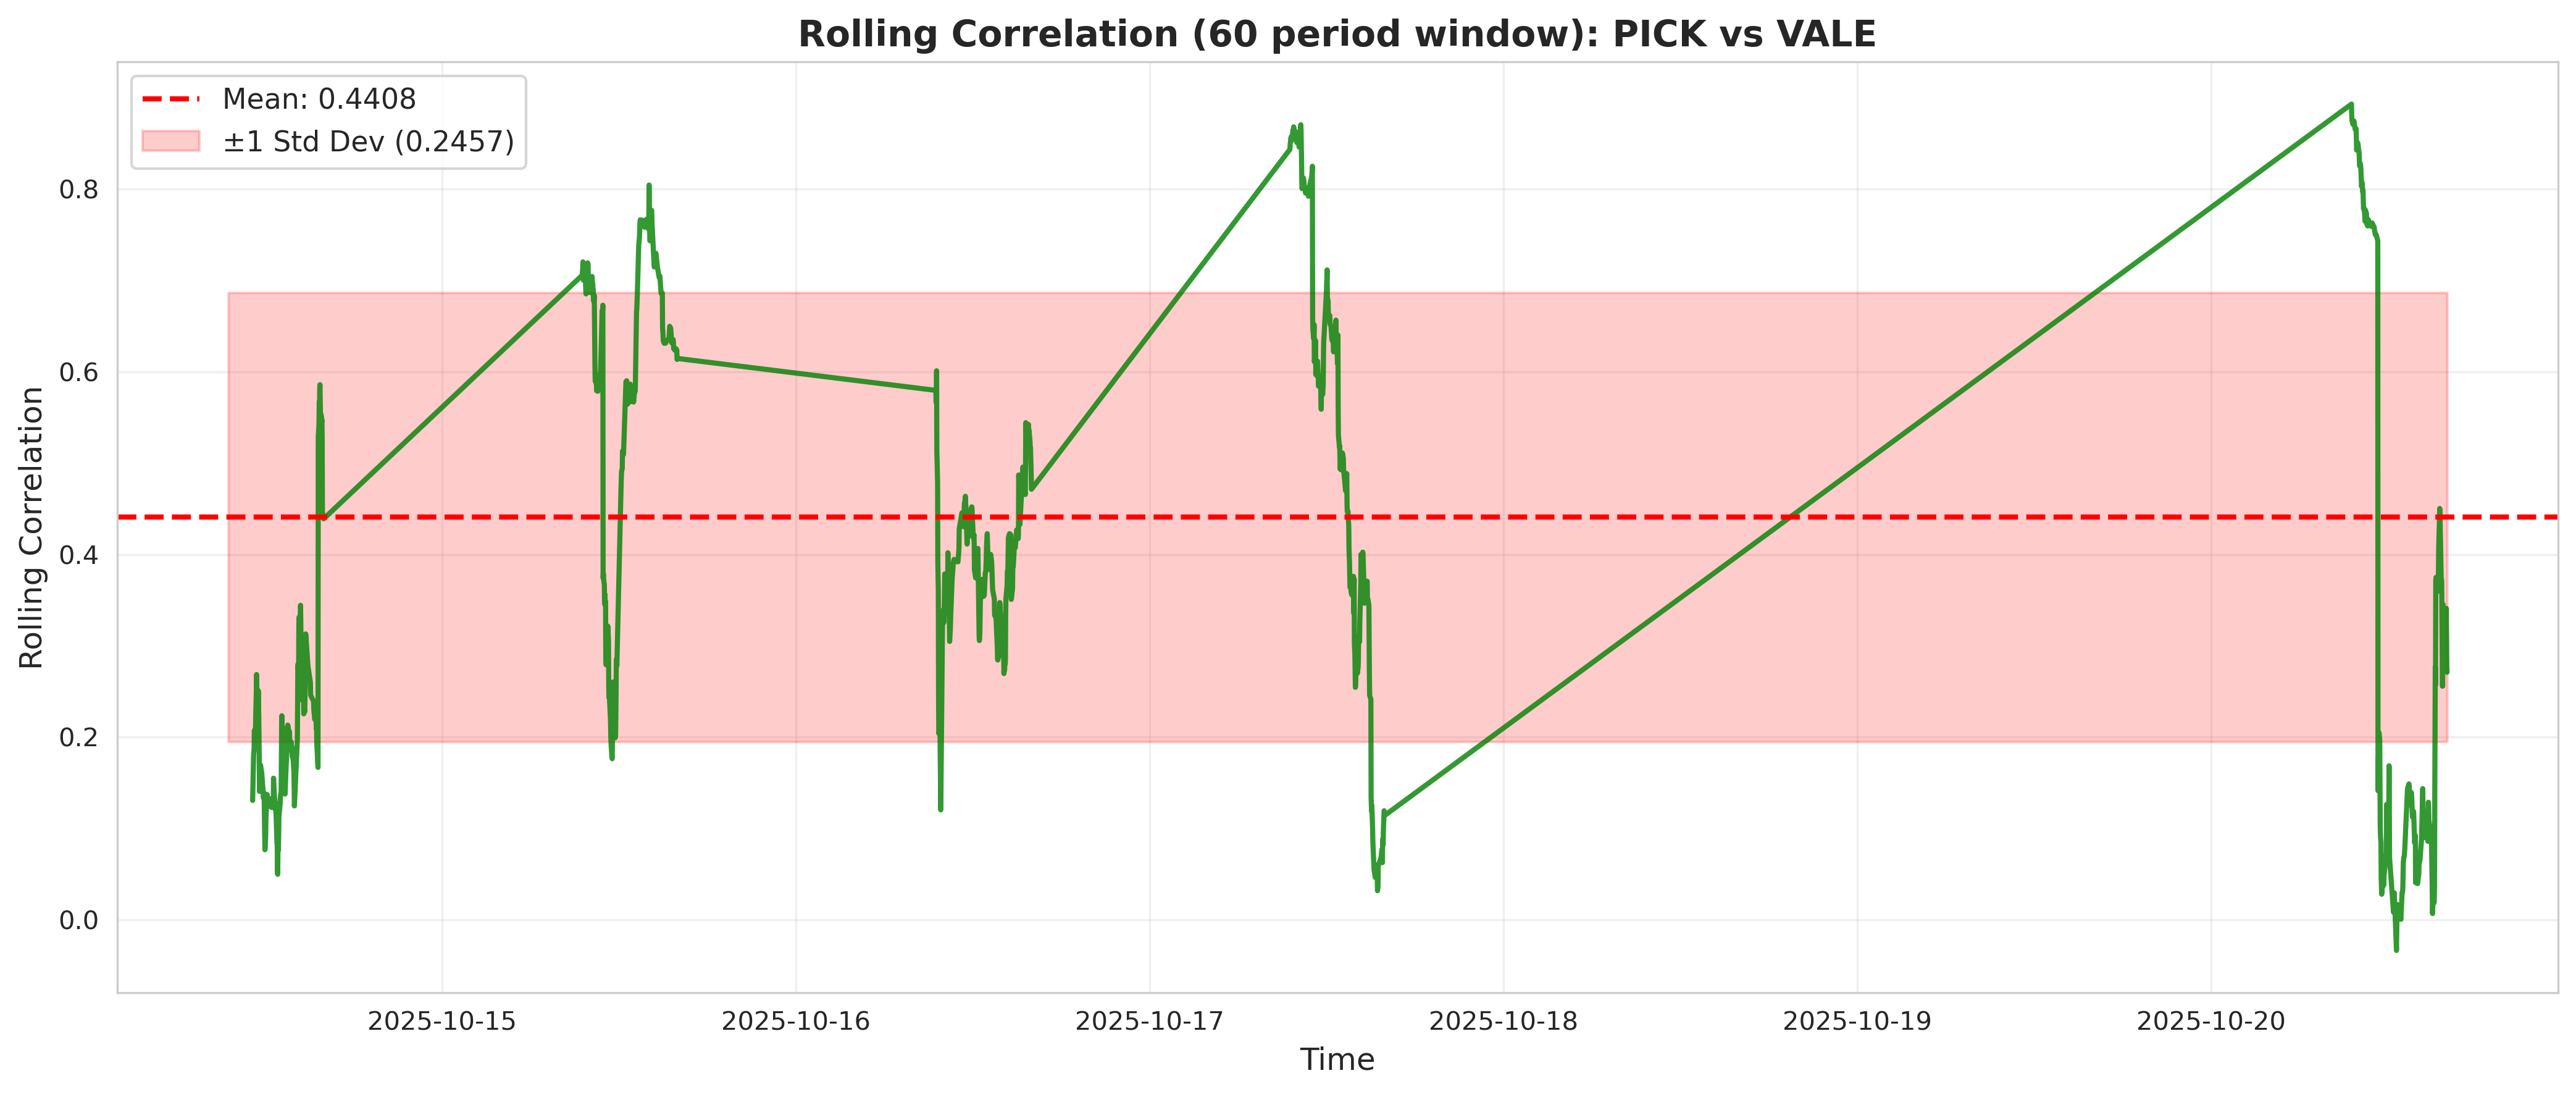 Rolling Correlation (60 period window): PICK vs VALE
Mean: 0.4408
±1 Std Dev (0.2457)
Rolling Correlation
0.8
0.6
0.4
0.2
0.0
2025-10-15
2025-10-16
2025-10-17
2025-10-18
2025-10-19
2025-10-20
Time